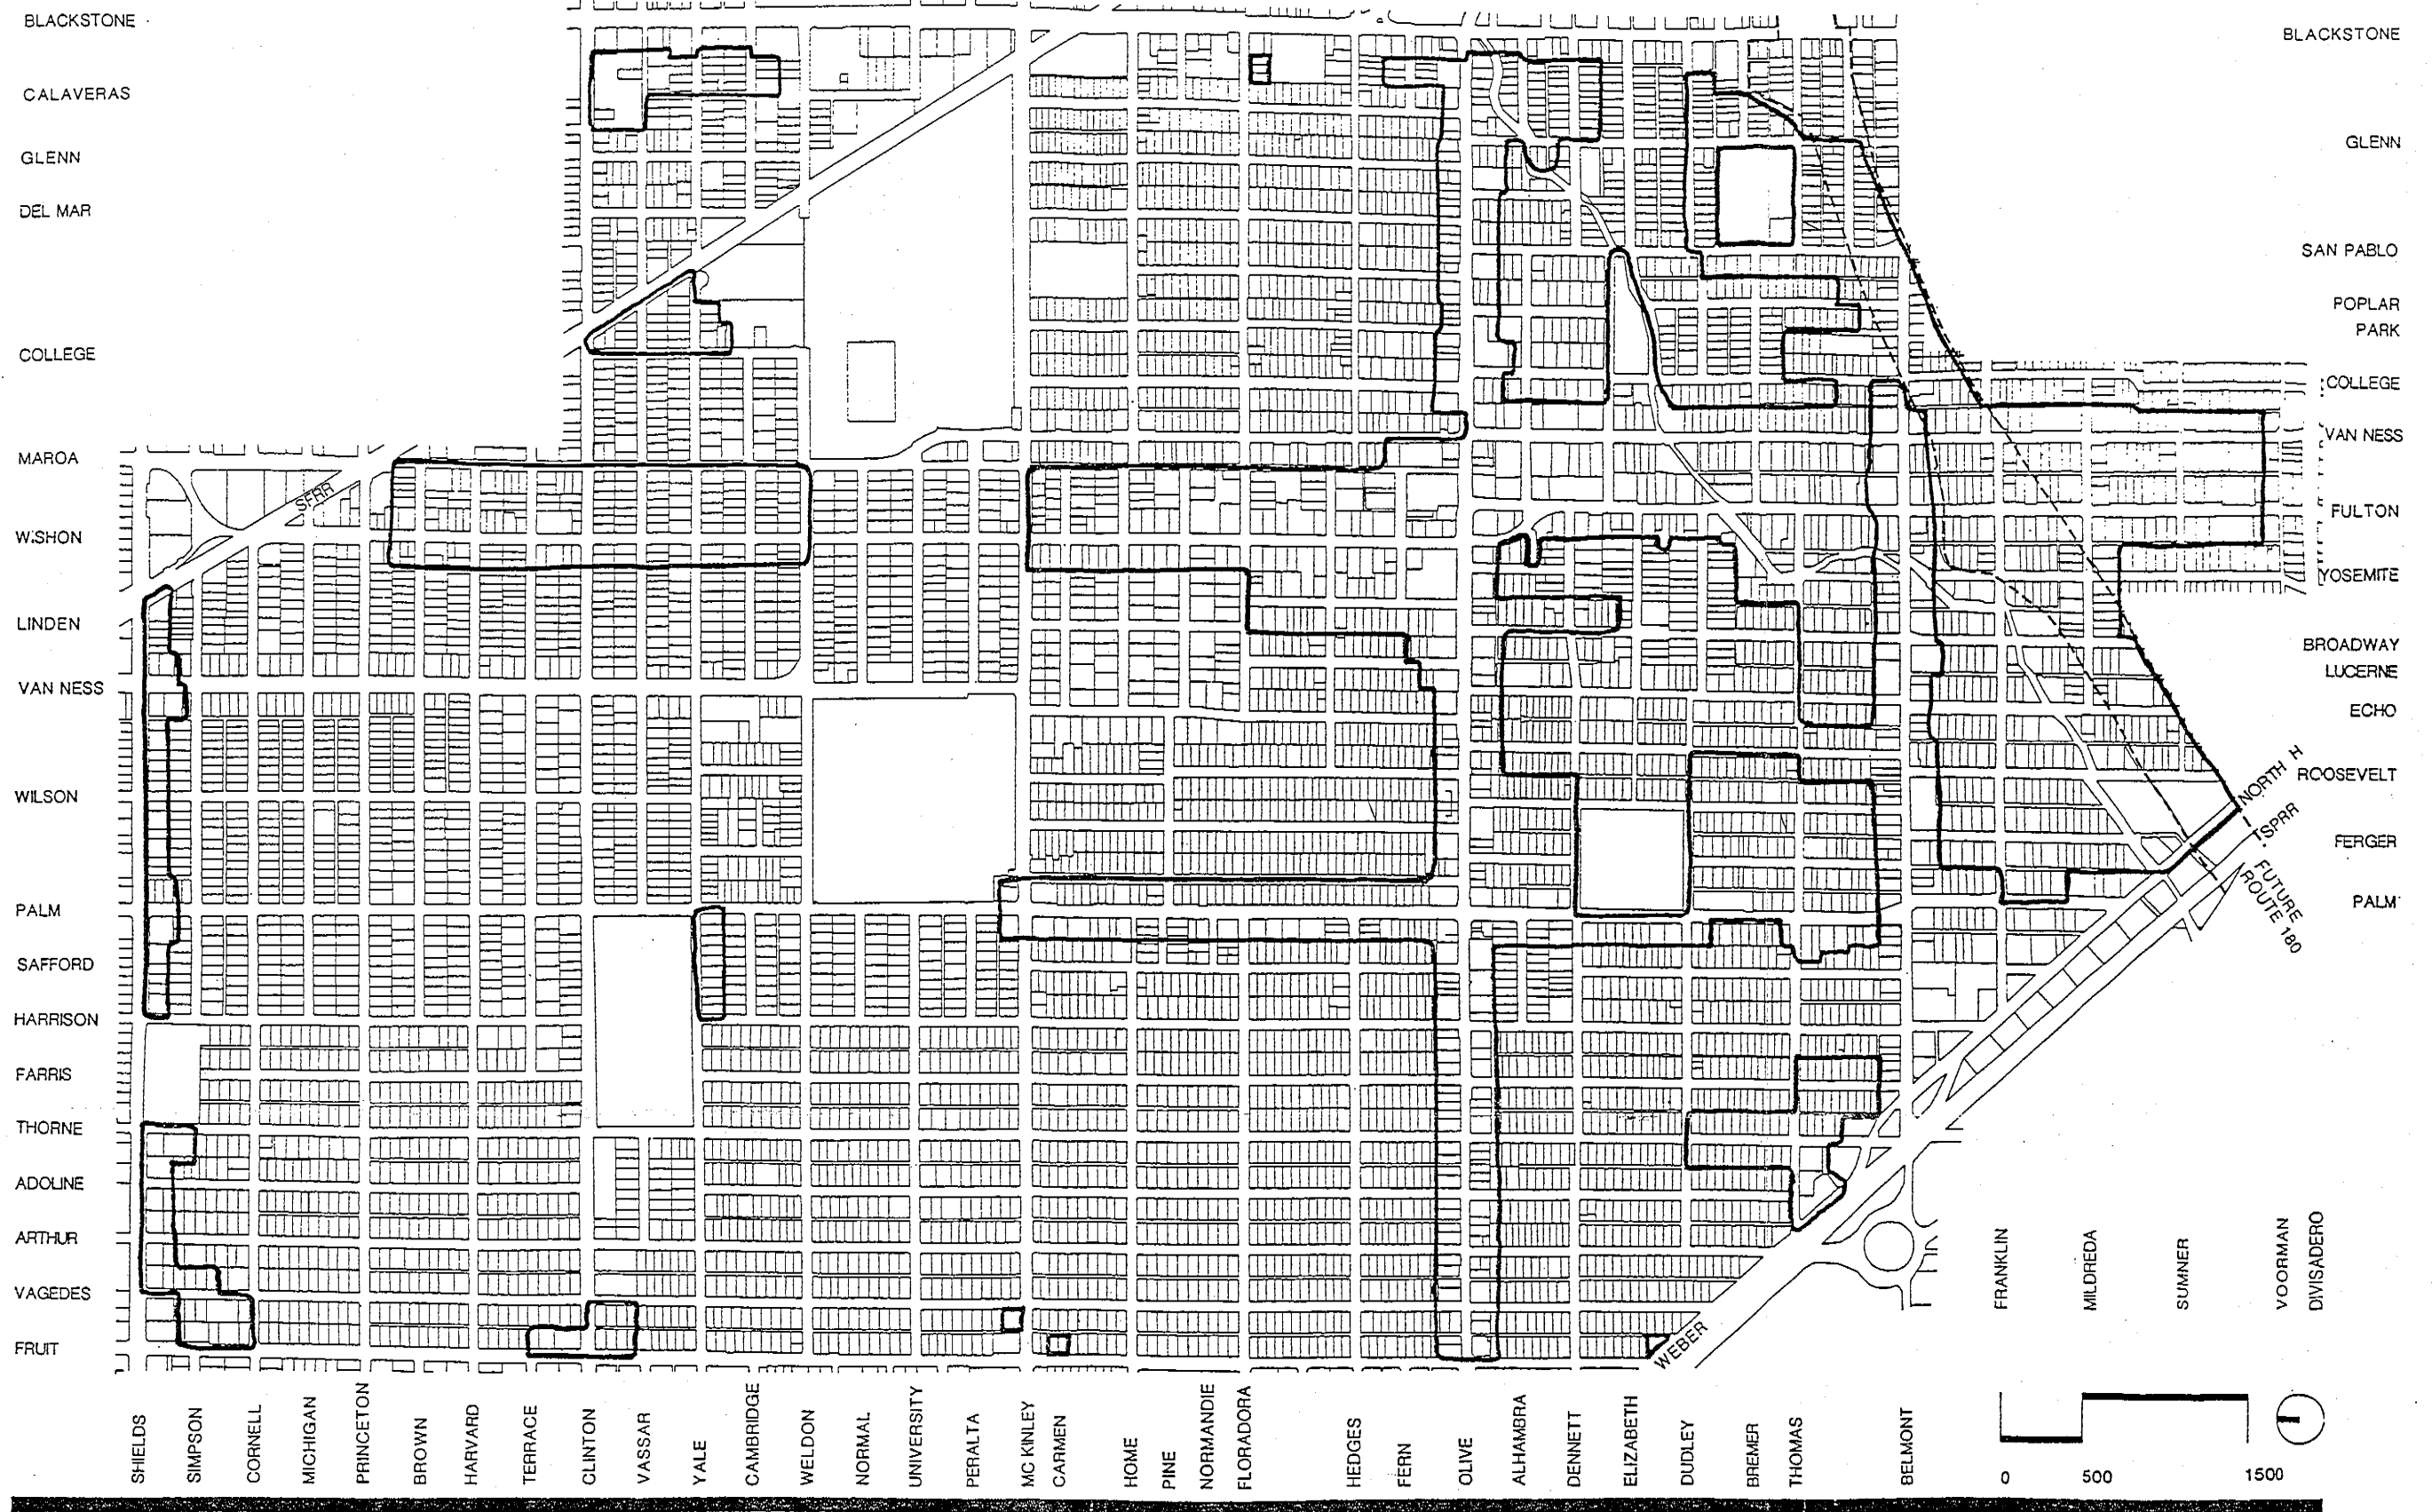 BLACKSTONE
CALAVERAS
GLENN
DEL MAR
COLLEGE
MAROA
WISHON
LINDEN
VAN NESS
WILSON
PALM
SAFFORD
HARRISON
FARRIS
THORNE
ADOLINE
ARTHUR
VAGEDES
FRUIT
SFRR
BLACKSTONE
GLENN
SAN PABLO
POPLAR
PARK
COLLEGE
VAN NESS
FULTON
YOSEMITE
BROADWAY
LUCERNE
ECHO
ROOSEVELT
FERGER
PALM
NORTH H
SPRR
FUTURE
ROUTE 180
WEBER
SHIELDS
SIMPSON
CORNELL
MICHIGAN
PRINCETON
BROWN
HARVARD
TERRACE
CLINTON
VASSAR
YALE
CAMBRIDGE
WELDON
NORMAL
UNIVERSITY
PERALTA
MC KINLEY
CARMEN
HOME
PINE
NORMANDIE
FLORADORA
HEDGES
FERN
OLIVE
ALHAMBRA
DENNETT
ELIZABETH
DUDLEY
BREMER
THOMAS
BELMONT
FRANKLIN
MILDREDA
SUMNER
VOORMAN
DIVISADERO
0 500 1500